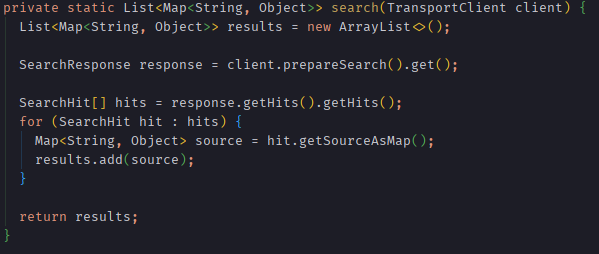 private static List<Map<String, Object>> search(TransportClient client) {
  List<Map<String, Object>> results = new ArrayList<>();

  SearchResponse response = client.prepareSearch().get();

  SearchHit[] hits = response.getHits().getHits();
  for (SearchHit hit : hits) {
    Map<String, Object> source = hit.getSourceAsMap();
    results.add(source);
  }

  return results;
}